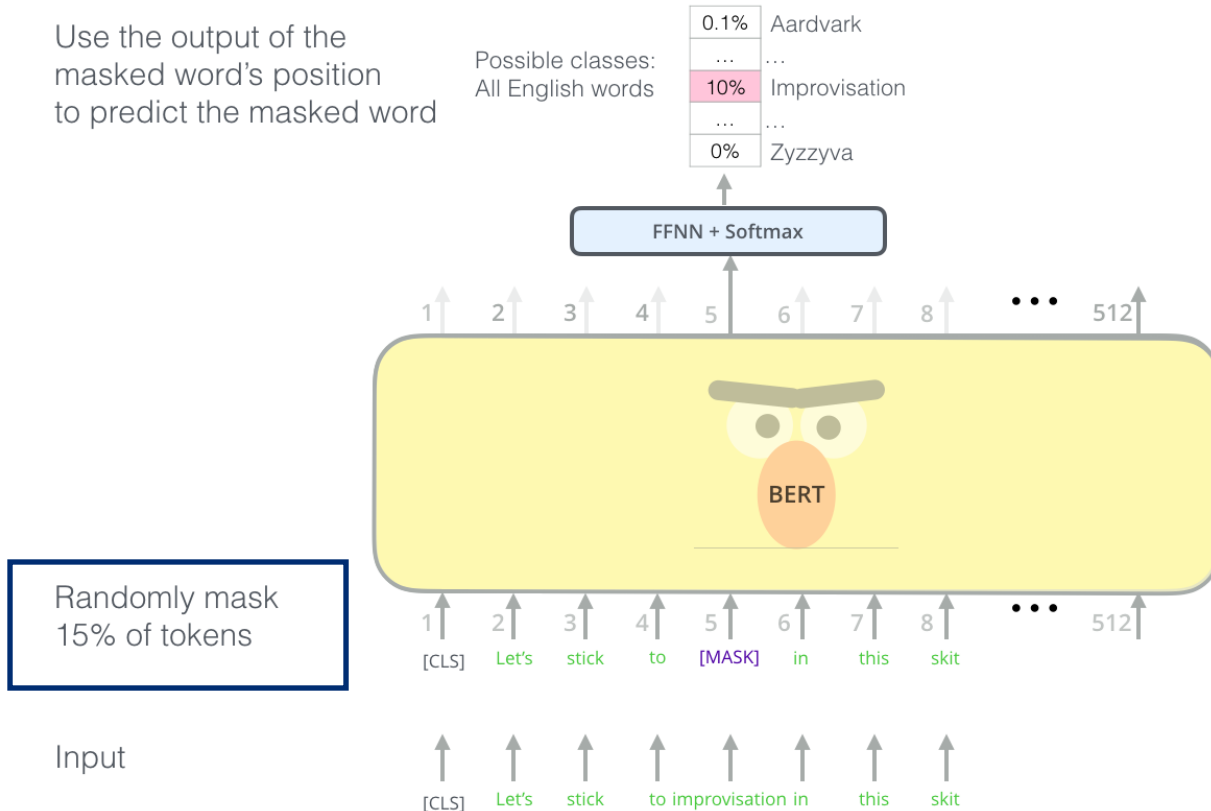 Use the output of the
masked word's position
to predict the masked word
Possible classes:
All English words
0.1% Aardvark
... ...
10% Improvisation
... ...
0% Zyzzyva
FFNN + Softmax
1 2 3 4 5 6 7 8 ••• 512
BERT
Randomly mask
15% of tokens
1 2 3 4 5 6 7 8 ••• 512
[CLS] Let's stick to [MASK] in this skit
Input
[CLS] Let's stick to improvisation in this skit